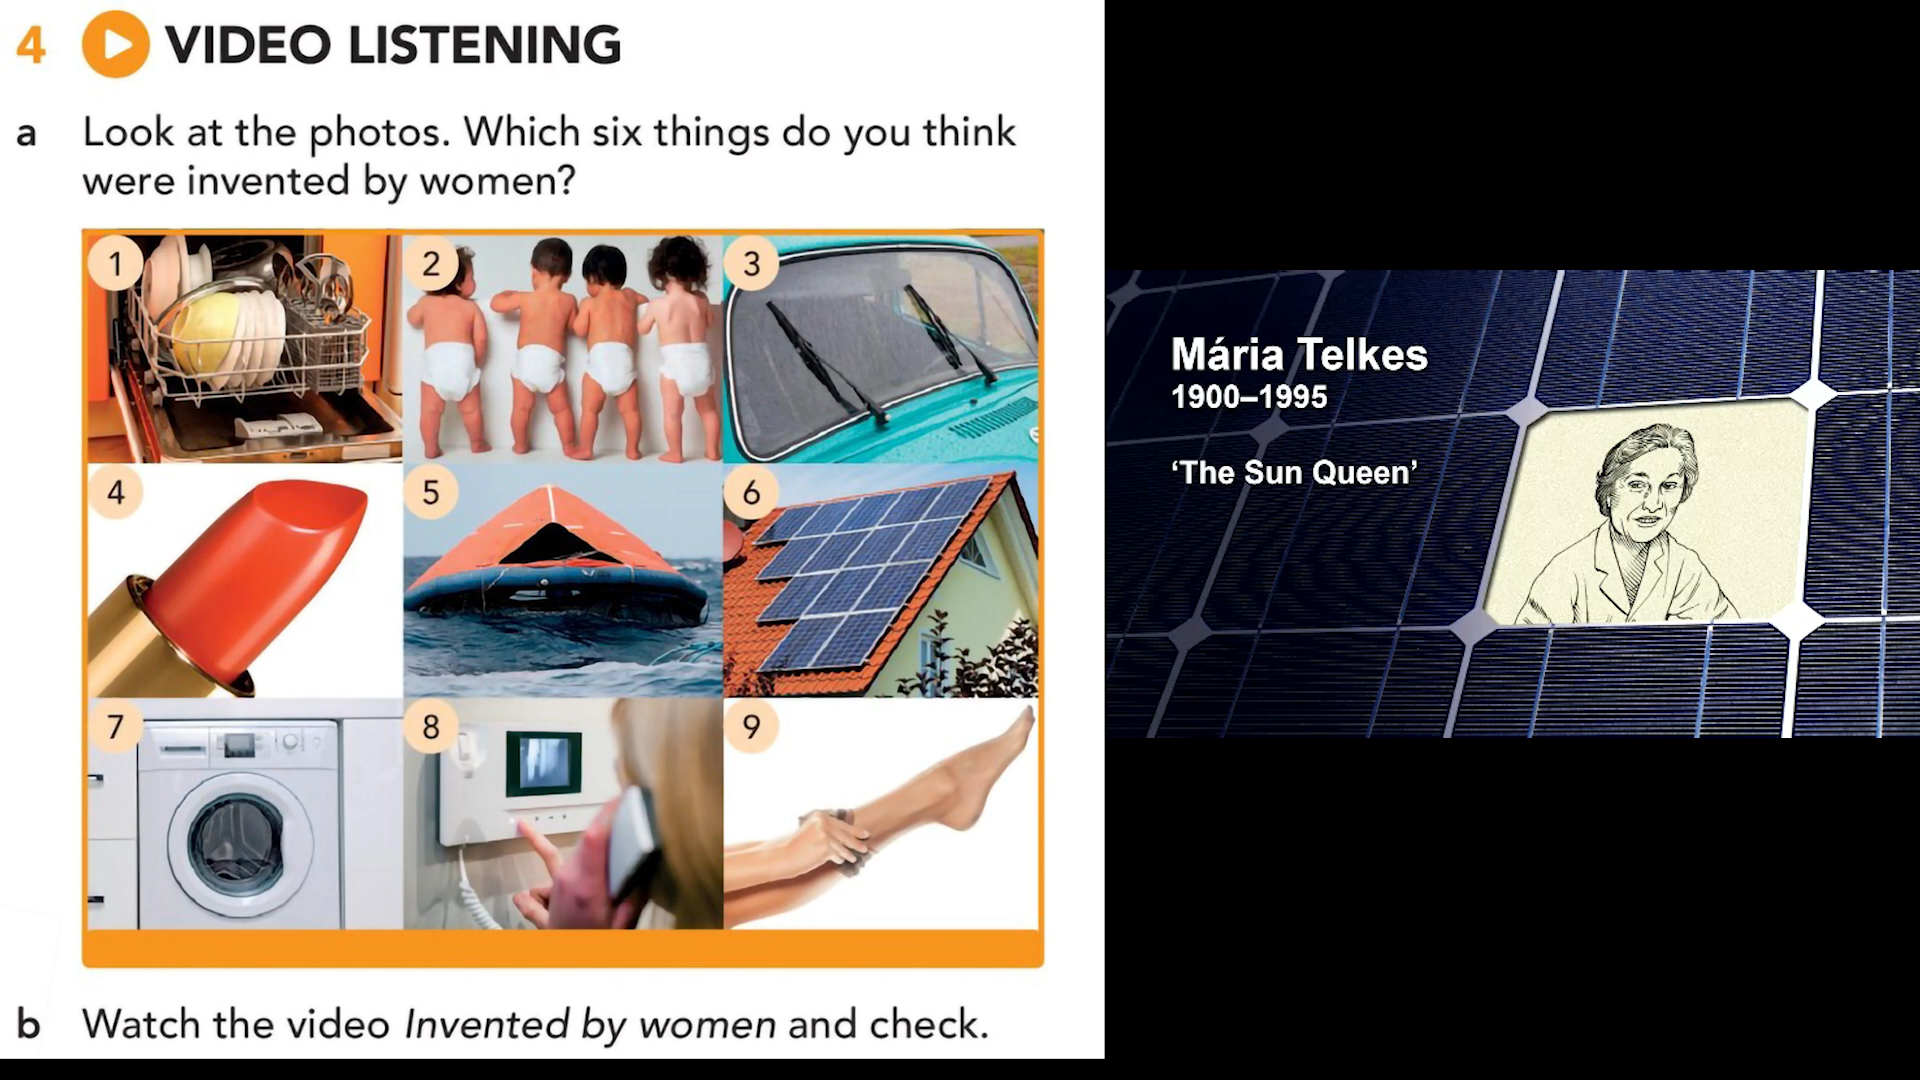 4 VIDEO LISTENING
a Look at the photos. Which six things do you think
were invented by women?
1
2
3
4
5
6
7
8
9
b Watch the video Invented by women and check.
Mária Telkes
1900–1995
‘The Sun Queen’